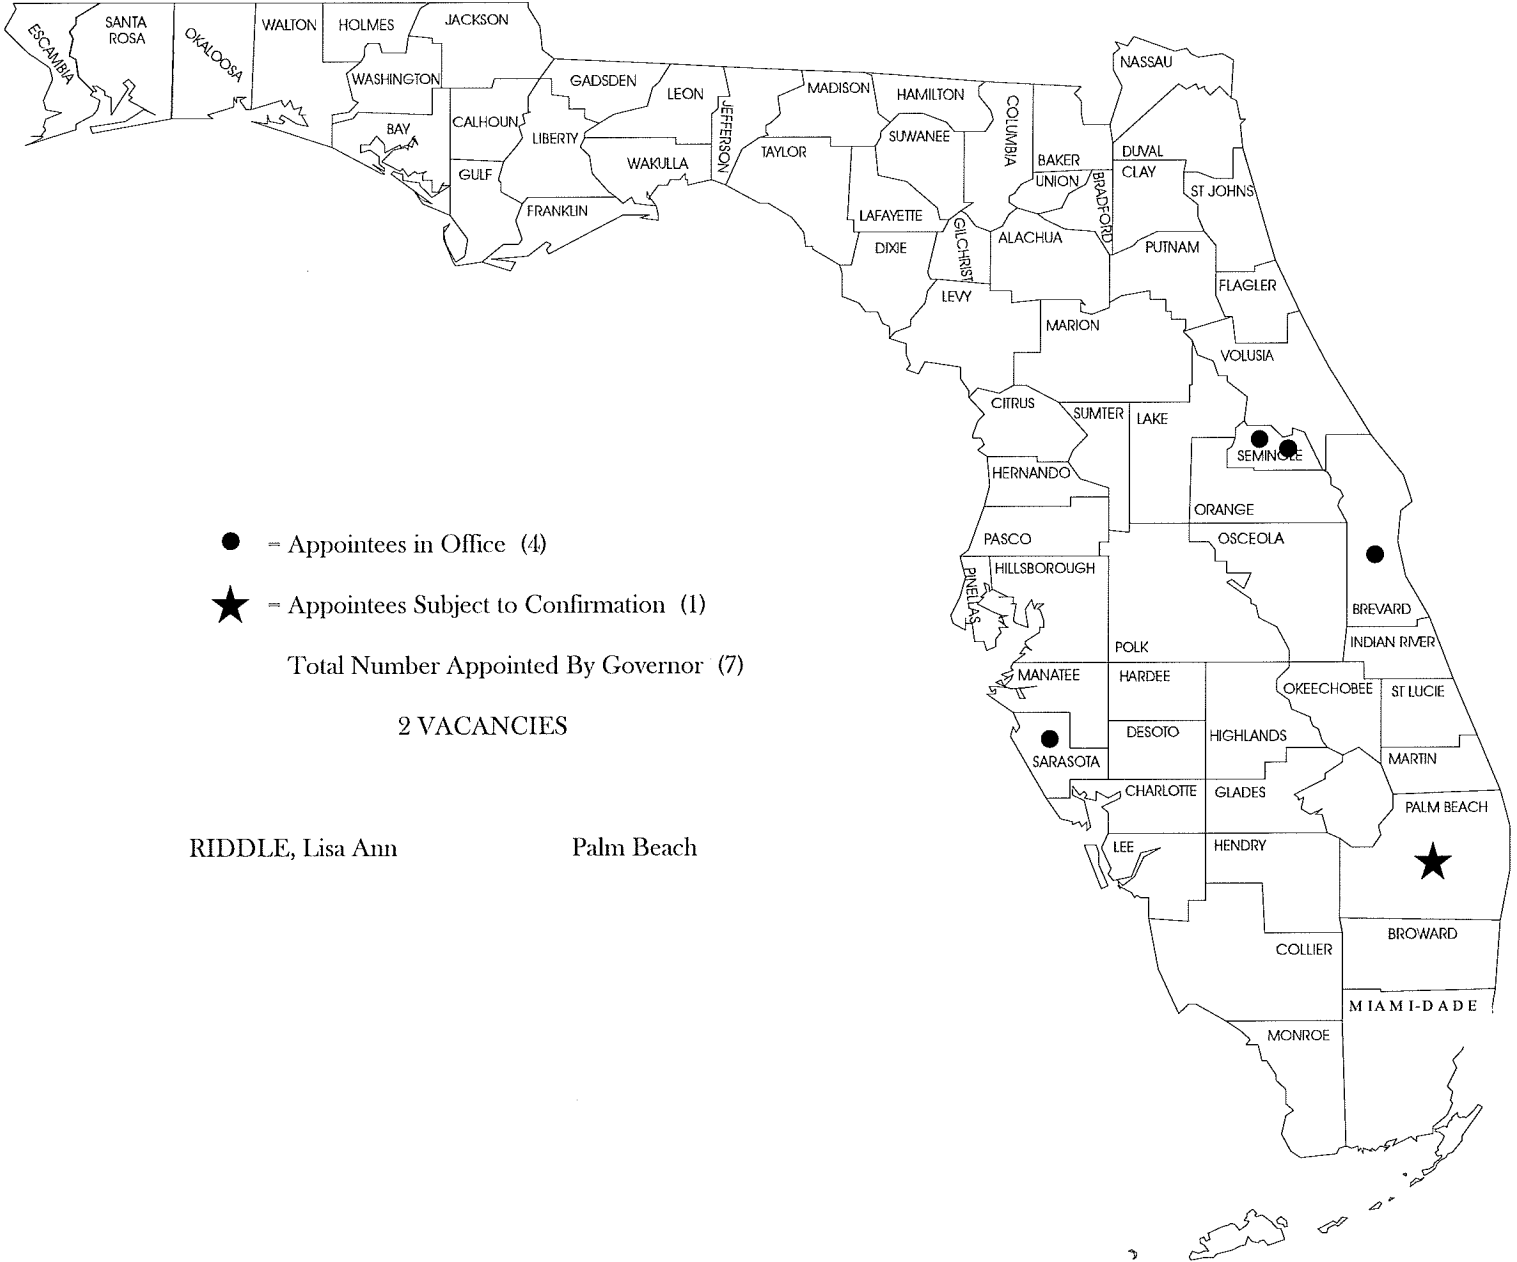 ESCAMBIA
SANTA
ROSA
OKALOOSA
WALTON
HOLMES
JACKSON
WASHINGTON
BAY
CALHOUN
GULF
GADSDEN
LIBERTY
FRANKLIN
LEON
WAKULLA
JEFFERSON
TAYLOR
MADISON
HAMILTON
SUWANEE
LAFAYETTE
DIXIE
COLUMBIA
GILCHRIST
BAKER
UNION
BRADFORD
ALACHUA
LEVY
NASSAU
DUVAL
CLAY
ST JOHNS
PUTNAM
FLAGLER
MARION
VOLUSIA
CITRUS
SUMTER
LAKE
SEMINOLE
HERNANDO
ORANGE
PASCO
OSCEOLA
PINELLAS
HILLSBOROUGH
POLK
BREVARD
INDIAN RIVER
MANATEE
HARDEE
OKEECHOBEE
ST LUCIE
SARASOTA
DESOTO
HIGHLANDS
MARTIN
CHARLOTTE
GLADES
PALM BEACH
LEE
HENDRY
BROWARD
COLLIER
MIAMI-DADE
MONROE
= Appointees in Office (4)
= Appointees Subject to Confirmation (1)
Total Number Appointed By Governor (7)
2 VACANCIES
RIDDLE, Lisa Ann Palm Beach